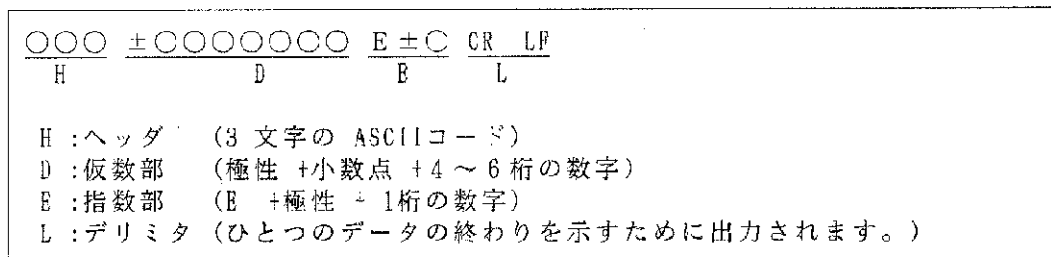 ○○○ ±○○○○○○○ E±○ CR LF
H D E L
H :ヘッダ (3 文字の ASCIIコード)
D :仮数部 (極性 +小数点 +4 ~ 6 桁の数字)
E :指数部 (E +極性 + 1桁の数字)
L :デリミタ (ひとつのデータの終わりを示すために出力されます。)